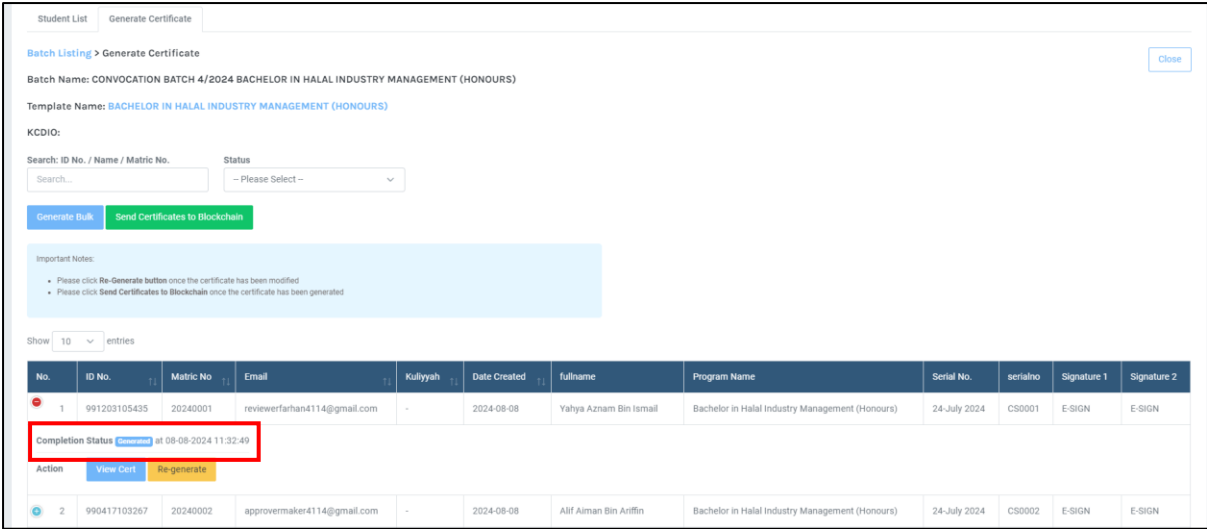 Student List Generate Certificate
Batch Listing > Generate Certificate
Close
Batch Name: CONVOCATION BATCH 4/2024 BACHELOR IN HALAL INDUSTRY MANAGEMENT (HONOURS)
Template Name: BACHELOR IN HALAL INDUSTRY MANAGEMENT (HONOURS)
KCDIO:
Search: ID No. / Name / Matric No. Status
Search... -- Please Select --
Generate Bulk Send Certificates to Blockchain
Important Notes:
• Please click Re-Generate button once the certificate has been modified
• Please click Send Certificates to Blockchain once the certificate has been generated
Show 10 entries
No. ID No. Matric No Email Kuliyyah Date Created fullname Program Name Serial No. serialno Signature 1 Signature 2
1 991203105435 20240001 reviewerfarhan4114@gmail.com - 2024-08-08 Yahya Aznam Bin Ismail Bachelor in Halal Industry Management (Honours) 24-July 2024 CS0001 E-SIGN E-SIGN
Completion Status Generated at 08-08-2024 11:32:49
Action View Cert Re-generate
2 990417103267 20240002 approvermaker4114@gmail.com - 2024-08-08 Alif Aiman Bin Ariffin Bachelor in Halal Industry Management (Honours) 24-July 2024 CS0002 E-SIGN E-SIGN